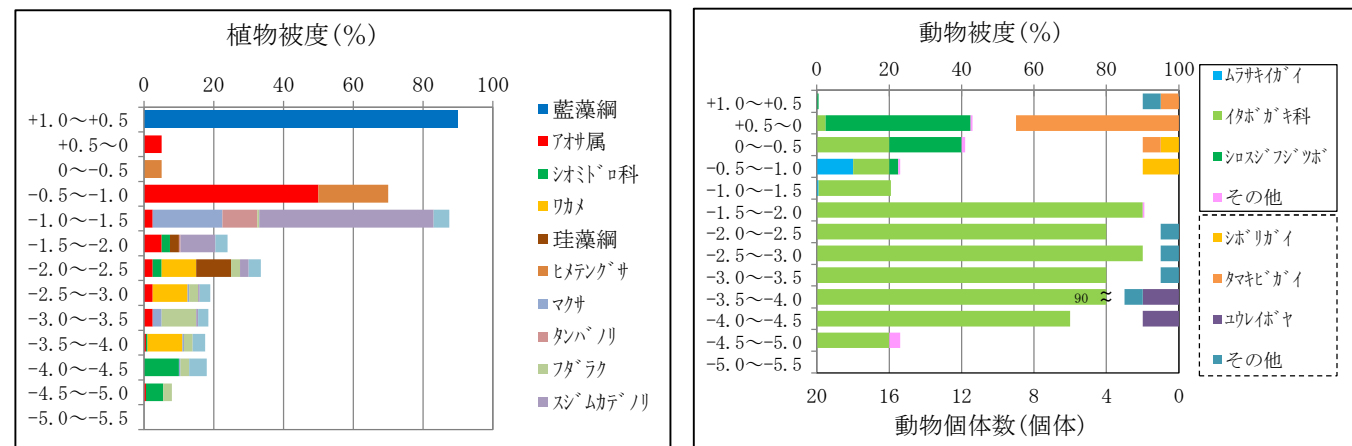 植物被度(%)
0 20 40 60 80 100
+1.0～+0.5
+0.5～0
0～-0.5
-0.5～-1.0
-1.0～-1.5
-1.5～-2.0
-2.0～-2.5
-2.5～-3.0
-3.0～-3.5
-3.5～-4.0
-4.0～-4.5
-4.5～-5.0
-5.0～-5.5
藍藻綱
ｱｵｻ属
ｼｵﾐﾄﾞﾛ科
ﾜｶﾒ
珪藻綱
ﾋﾒﾃﾝｸﾞｻ
ﾏｸｻ
ﾀﾝﾊﾞﾉﾘ
ﾌﾀﾞﾗｸ
ｽｼﾞﾑｶﾃﾞﾉﾘ
動物被度(%)
0 20 40 60 80 100
+1.0～+0.5
+0.5～0
0～-0.5
-0.5～-1.0
-1.0～-1.5
-1.5～-2.0
-2.0～-2.5
-2.5～-3.0
-3.0～-3.5
-3.5～-4.0
90 ≈
-4.0～-4.5
-4.5～-5.0
-5.0～-5.5
20 16 12 8 4 0
動物個体数(個体)
ﾑﾗｻｷｲｶﾞｲ
ｲﾀﾎﾞｶﾞｷ科
ｼﾛｽｼﾞﾌｼﾞﾂﾎﾞ
その他
ｼﾎﾞﾘｶﾞｲ
ﾀﾏｷﾋﾞｶﾞｲ
ﾕｳﾚｲﾎﾞﾔ
その他